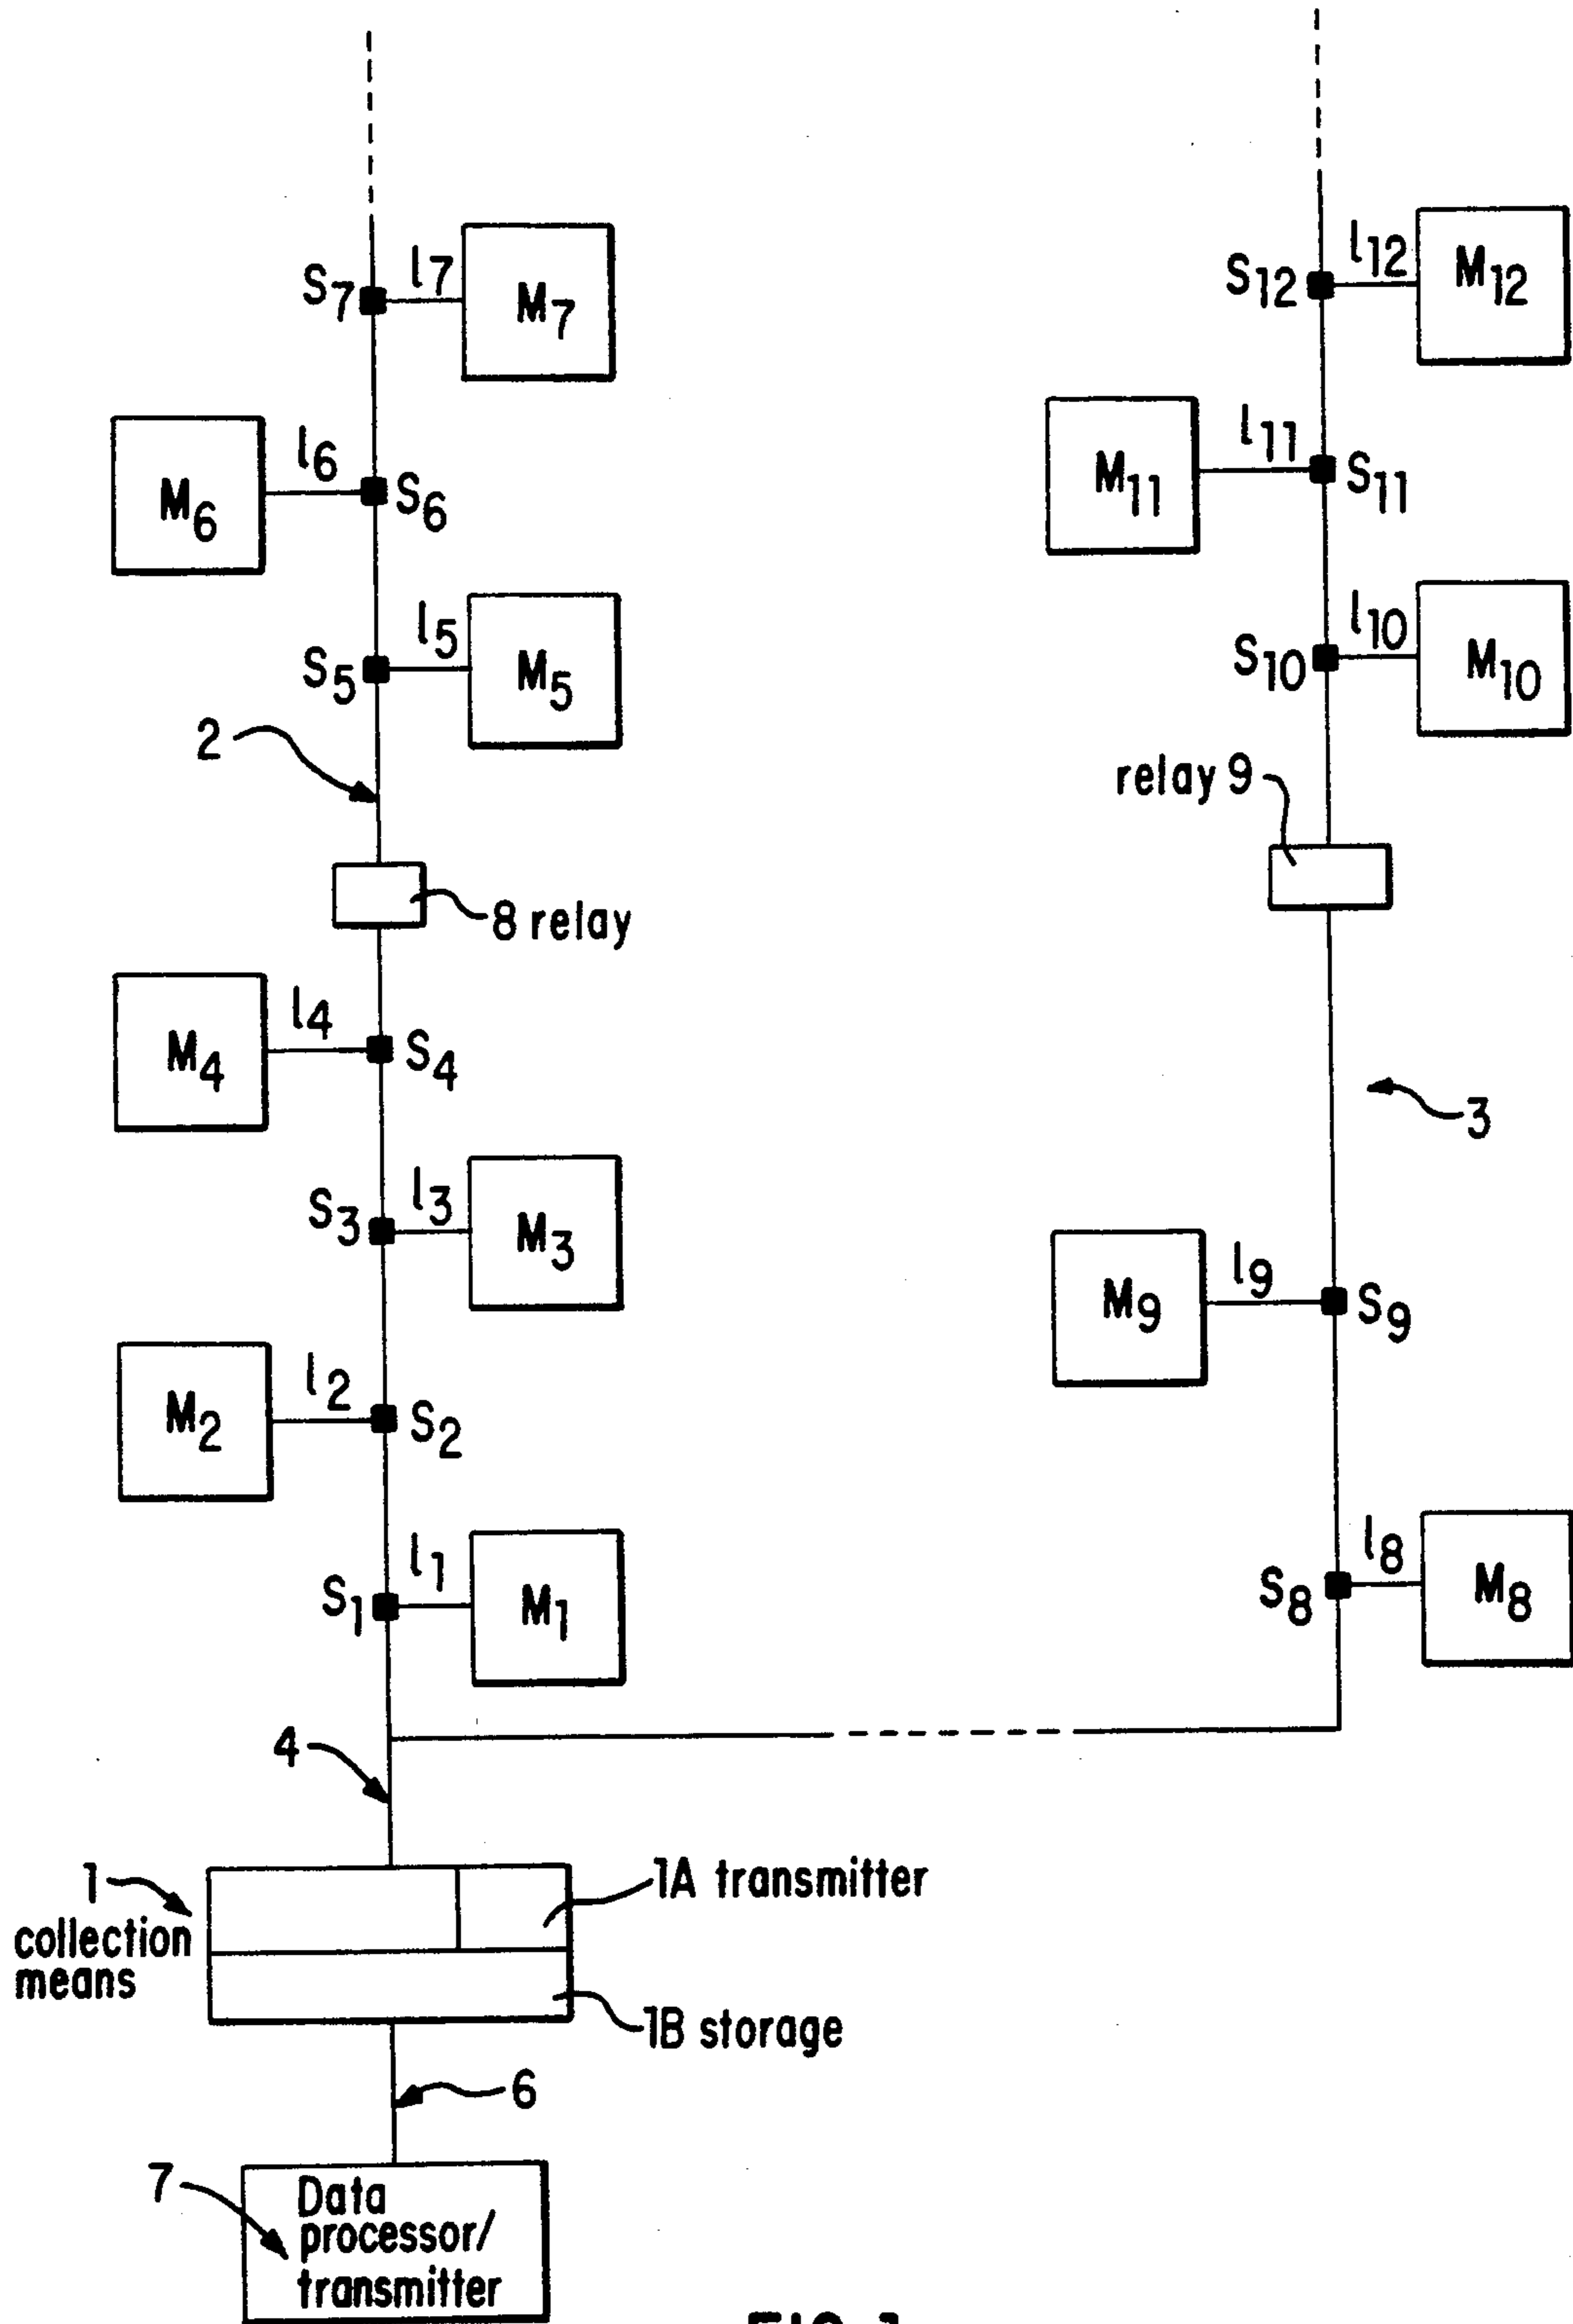 S7 l7 M7
S12 l12 M12
M6 l6 S6
M11 l11 S11
S5 l5 M5
S10 l10 M10
2
relay 9
8 relay
M4 l4 S4
3
S3 l3 M3
M9 l9 S9
M2 l2 S2
S1 l1 M1
S8 l8 M8
4
1
collection
means
1A transmitter
1B storage
6
7
Data
processor/
transmitter